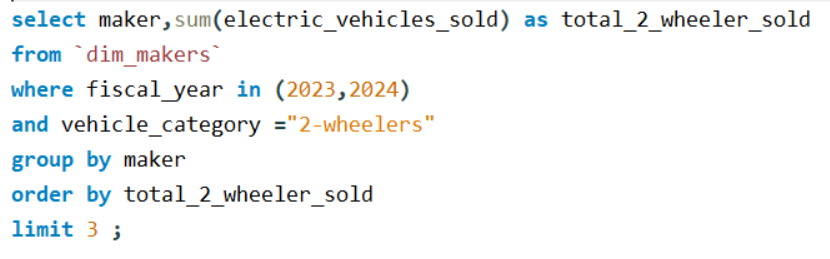 select maker,sum(electric_vehicles_sold) as total_2_wheeler_sold
from `dim_makers`
where fiscal_year in (2023,2024)
and vehicle_category ="2-wheelers"
group by maker
order by total_2_wheeler_sold
limit 3 ;